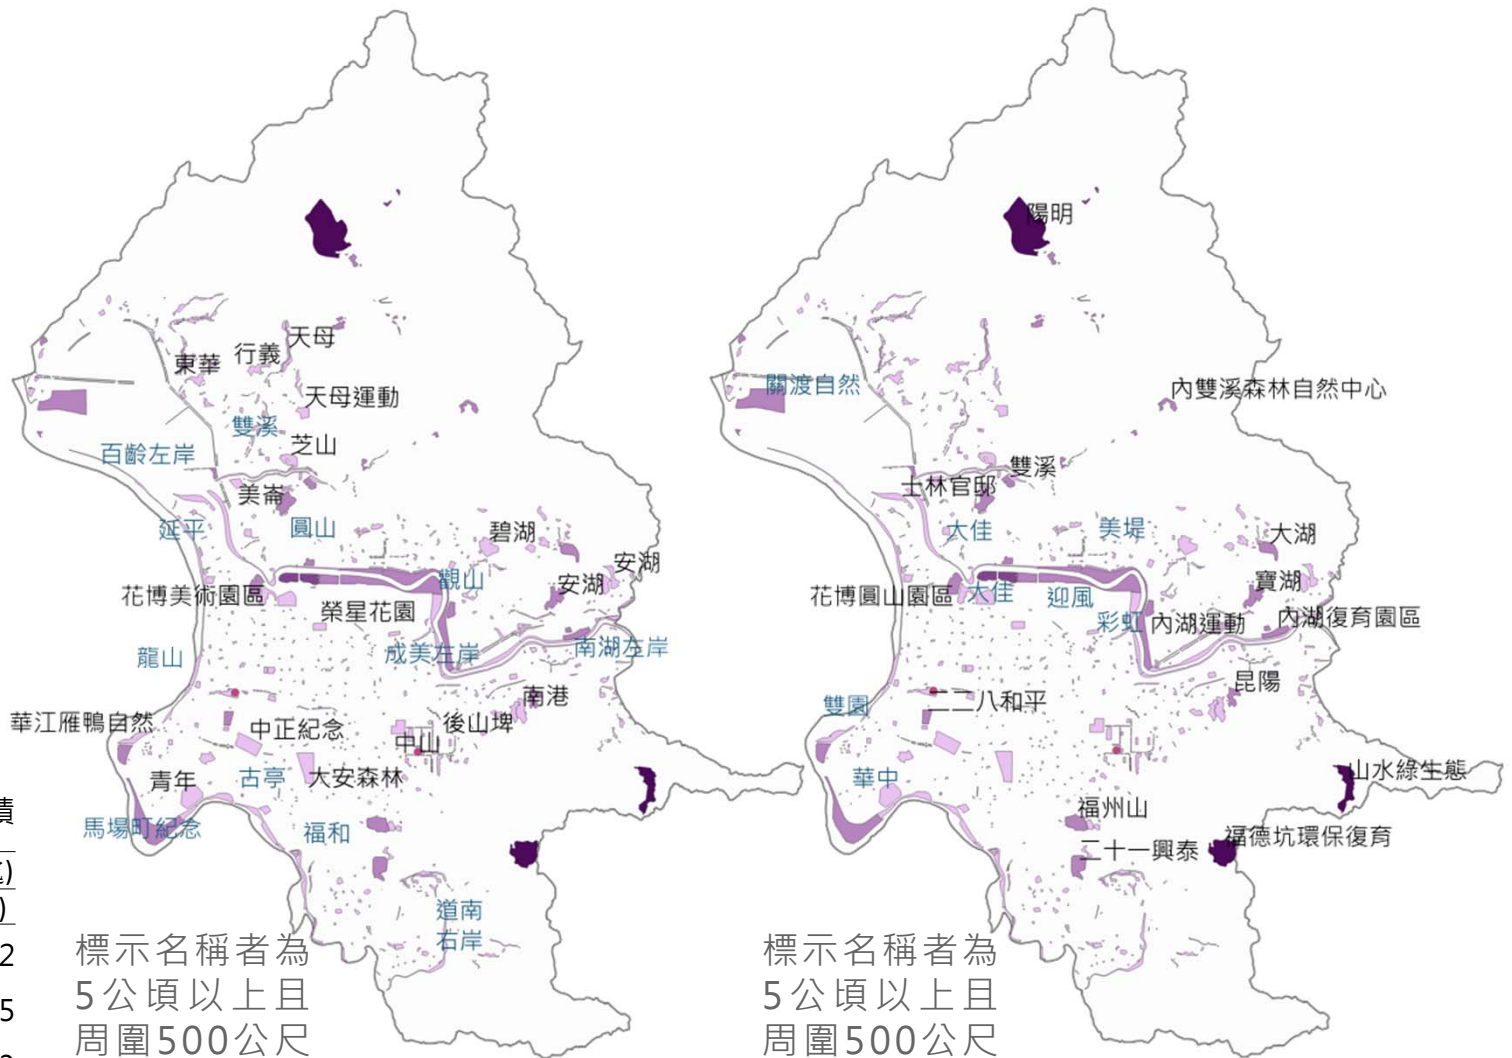 天母
行義
東華
天母運動
雙溪
芝山
百齡左岸
美崙
延平
圓山
碧湖
安湖
觀山
安湖
花博美術園區
榮星花園
龍山
成美左岸
南湖左岸
南港
華江雁鴨自然
中正紀念
後山埤
中山
青年
古亭
大安森林
馬場町紀念
福和
道南
右岸
標示名稱者為
5公頃以上且
周圍500公尺
積
)
)
2
5
陽明
關渡自然
內雙溪森林自然中心
雙溪
士林官邸
大佳
美堤
大湖
寶湖
花博圓山園區
大佳
迎風
彩虹
內湖運動
內湖復育園區
昆陽
雙園
二二八和平
華中
山水綠生態
福州山
二十一興泰
福德坑環保復育
標示名稱者為
5公頃以上且
周圍500公尺